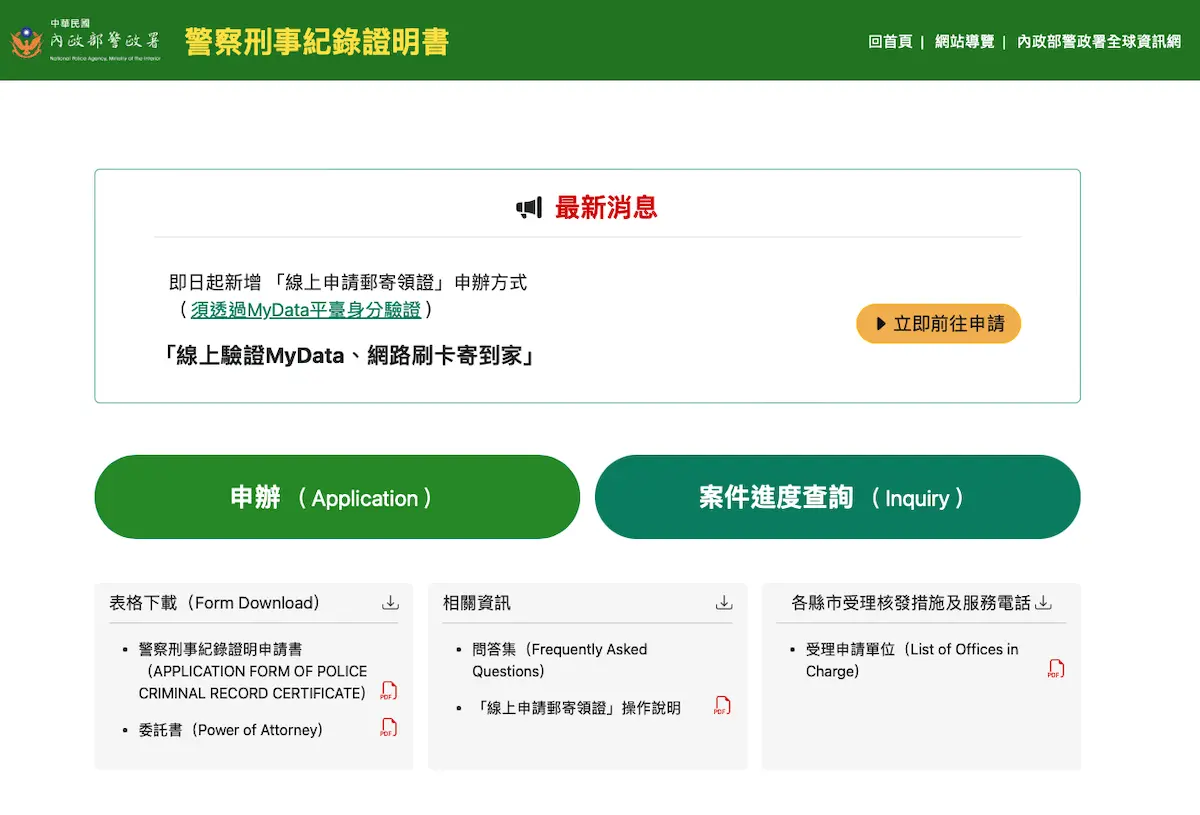 中華民國
內政部警政署
National Police Agency, Ministry of the Interior
警察刑事紀錄證明書
回首頁 | 網站導覽 | 內政部警政署全球資訊網
最新消息
即日起新增 「線上申請郵寄領證」申辦方式
（須透過MyData平臺身分驗證）
「線上驗證MyData、網路刷卡寄到家」
立即前往申請
申辦 （Application）
案件進度查詢 （Inquiry）
表格下載（Form Download）
警察刑事紀錄證明申請書
（APPLICATION FORM OF POLICE
CRIMINAL RECORD CERTIFICATE）
PDF
委託書（Power of Attorney）
PDF
相關資訊
問答集（Frequently Asked
Questions）
「線上申請郵寄領證」操作說明
PDF
各縣市受理核發措施及服務電話
受理申請單位（List of Offices in
Charge）
PDF